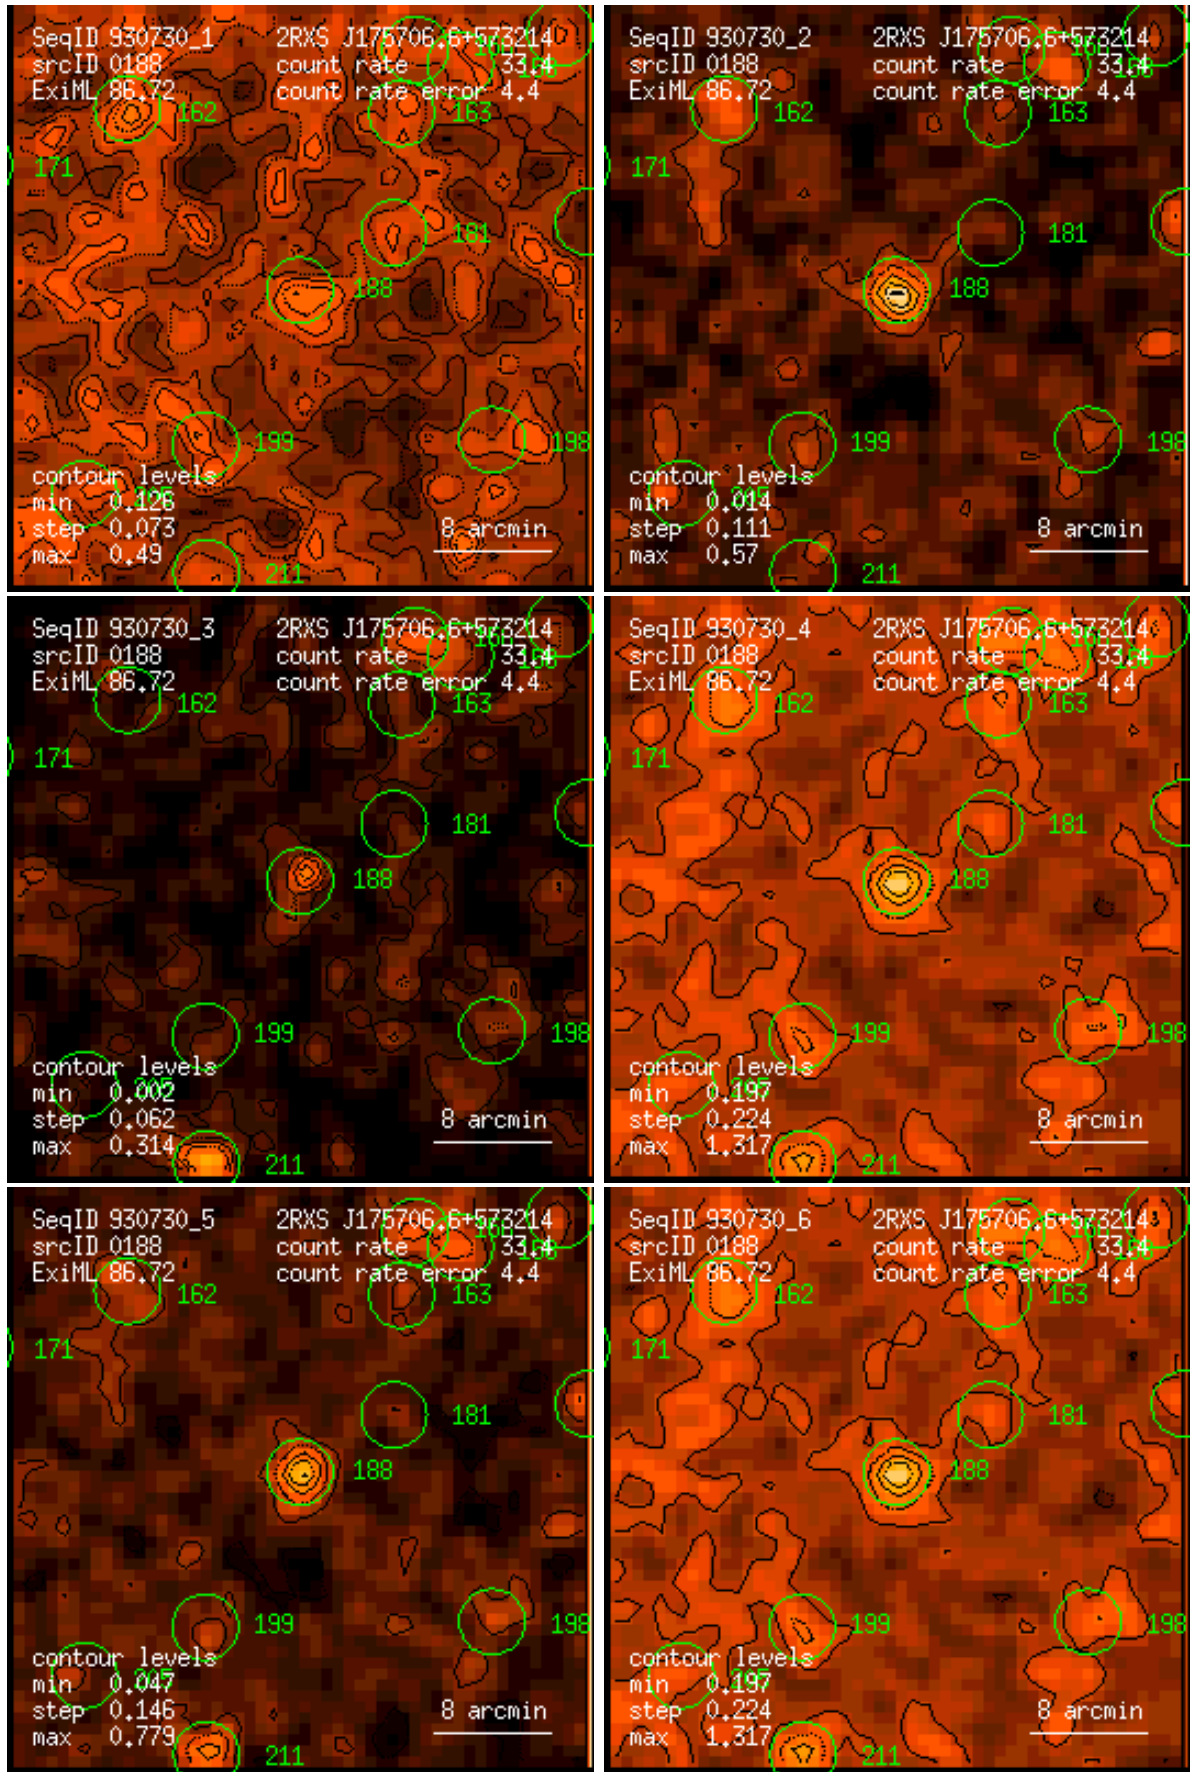 SeqID 930730_1 2RXS J175706.6+573214
srcID 0188 count rate 33.4
ExiML 86.72 count rate error 4.4
162
163
171
181
188
199
198
contour levels
min 0.126
step 0.073
max 0.49
8 arcmin
211
SeqID 930730_2 2RXS J175706.6+573214
srcID 0188 count rate 33.4
ExiML 86.72 count rate error 4.4
162
163
171
181
188
199
198
contour levels
min 0.014
step 0.111
max 0.57
8 arcmin
211
SeqID 930730_3 2RXS J175706.6+573214
srcID 0188 count rate 33.4
ExiML 86.72 count rate error 4.4
162
163
171
181
188
199
198
contour levels
min 0.002
step 0.062
max 0.314
8 arcmin
211
SeqID 930730_4 2RXS J175706.6+573214
srcID 0188 count rate 33.4
ExiML 86.72 count rate error 4.4
162
163
171
181
188
199
198
contour levels
min 0.197
step 0.224
max 1.317
8 arcmin
211
SeqID 930730_5 2RXS J175706.6+573214
srcID 0188 count rate 33.4
ExiML 86.72 count rate error 4.4
162
163
171
181
188
199
198
contour levels
min 0.047
step 0.146
max 0.779
8 arcmin
211
SeqID 930730_6 2RXS J175706.6+573214
srcID 0188 count rate 33.4
ExiML 86.72 count rate error 4.4
162
163
171
181
188
199
198
contour levels
min 0.197
step 0.224
max 1.317
8 arcmin
211